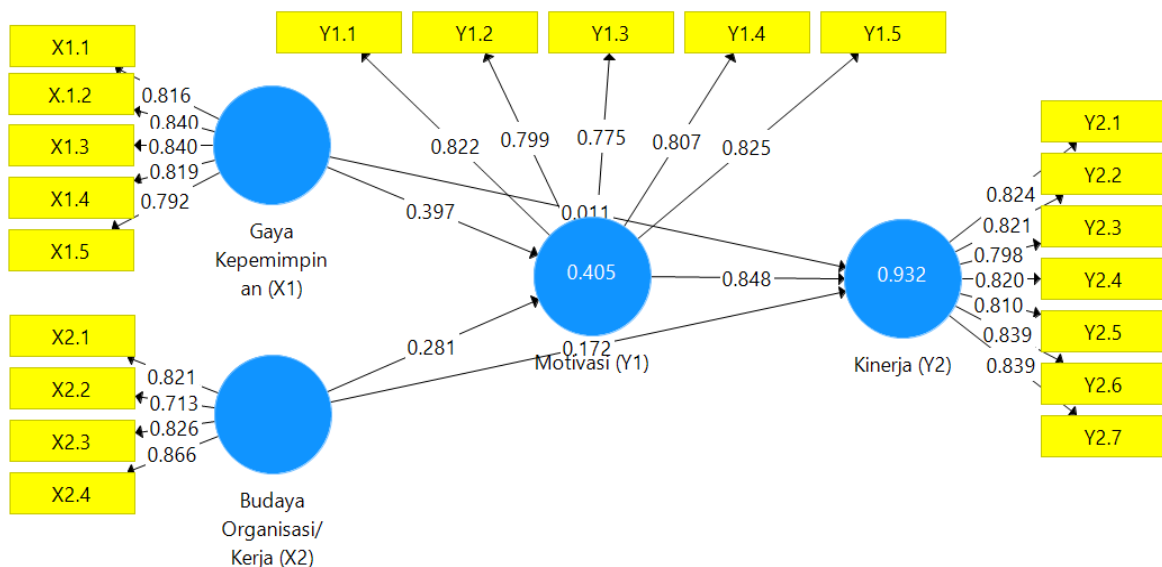 X1.1
X.1.2
X1.3
X1.4
X1.5
0.816
0.840
0.840
0.819
0.792
Gaya
Kepemimpin
an (X1)
Y1.1
Y1.2
Y1.3
Y1.4
Y1.5
0.822
0.799
0.775
0.807
0.825
0.397
0.011
0.405
Motivasi (Y1)
0.848
0.281
0.172
0.932
Kinerja (Y2)
0.824
0.821
0.798
0.820
0.810
0.839
0.839
Y2.1
Y2.2
Y2.3
Y2.4
Y2.5
Y2.6
Y2.7
X2.1
X2.2
X2.3
X2.4
0.821
0.713
0.826
0.866
Budaya
Organisasi/
Kerja (X2)